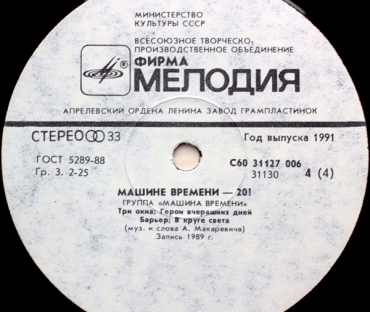 МИНИСТЕРСТВО
КУЛЬТУРЫ СССР
ВСЕСОЮЗНОЕ ТВОРЧЕСКО-
ПРОИЗВОДСТВЕННОЕ ОБЪЕДИНЕНИЕ
ФИРМА
®
МЕЛОДИЯ
АПРЕЛЕВСКИЙ ОРДЕНА ЛЕНИНА ЗАВОД ГРАМПЛАСТИНОК
СТЕРЕО 33
Год выпуска 1991
ГОСТ 5289-88
Гр. 3. 2-25
С60 31127 006
31130 4 (4)
МАШИНЕ ВРЕМЕНИ — 20!
ГРУППА «МАШИНА ВРЕМЕНИ»
Три окна; Герои вчерашних дней
Барьер; В круге света
(муз. и слова А. Макаревича)
Запись 1989 г.